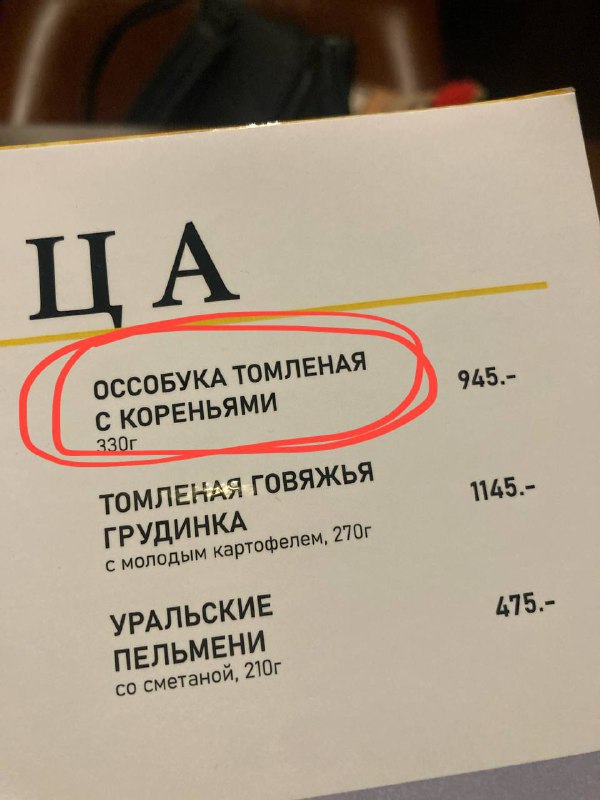 ЦА
ОССОБУКА ТОМЛЕНАЯ 945.-
С КОРЕНЬЯМИ
330г
ТОМЛЕНАЯ ГОВЯЖЬЯ 1145.-
ГРУДИНКА
с молодым картофелем, 270г
УРАЛЬСКИЕ 475.-
ПЕЛЬМЕНИ
со сметаной, 210г